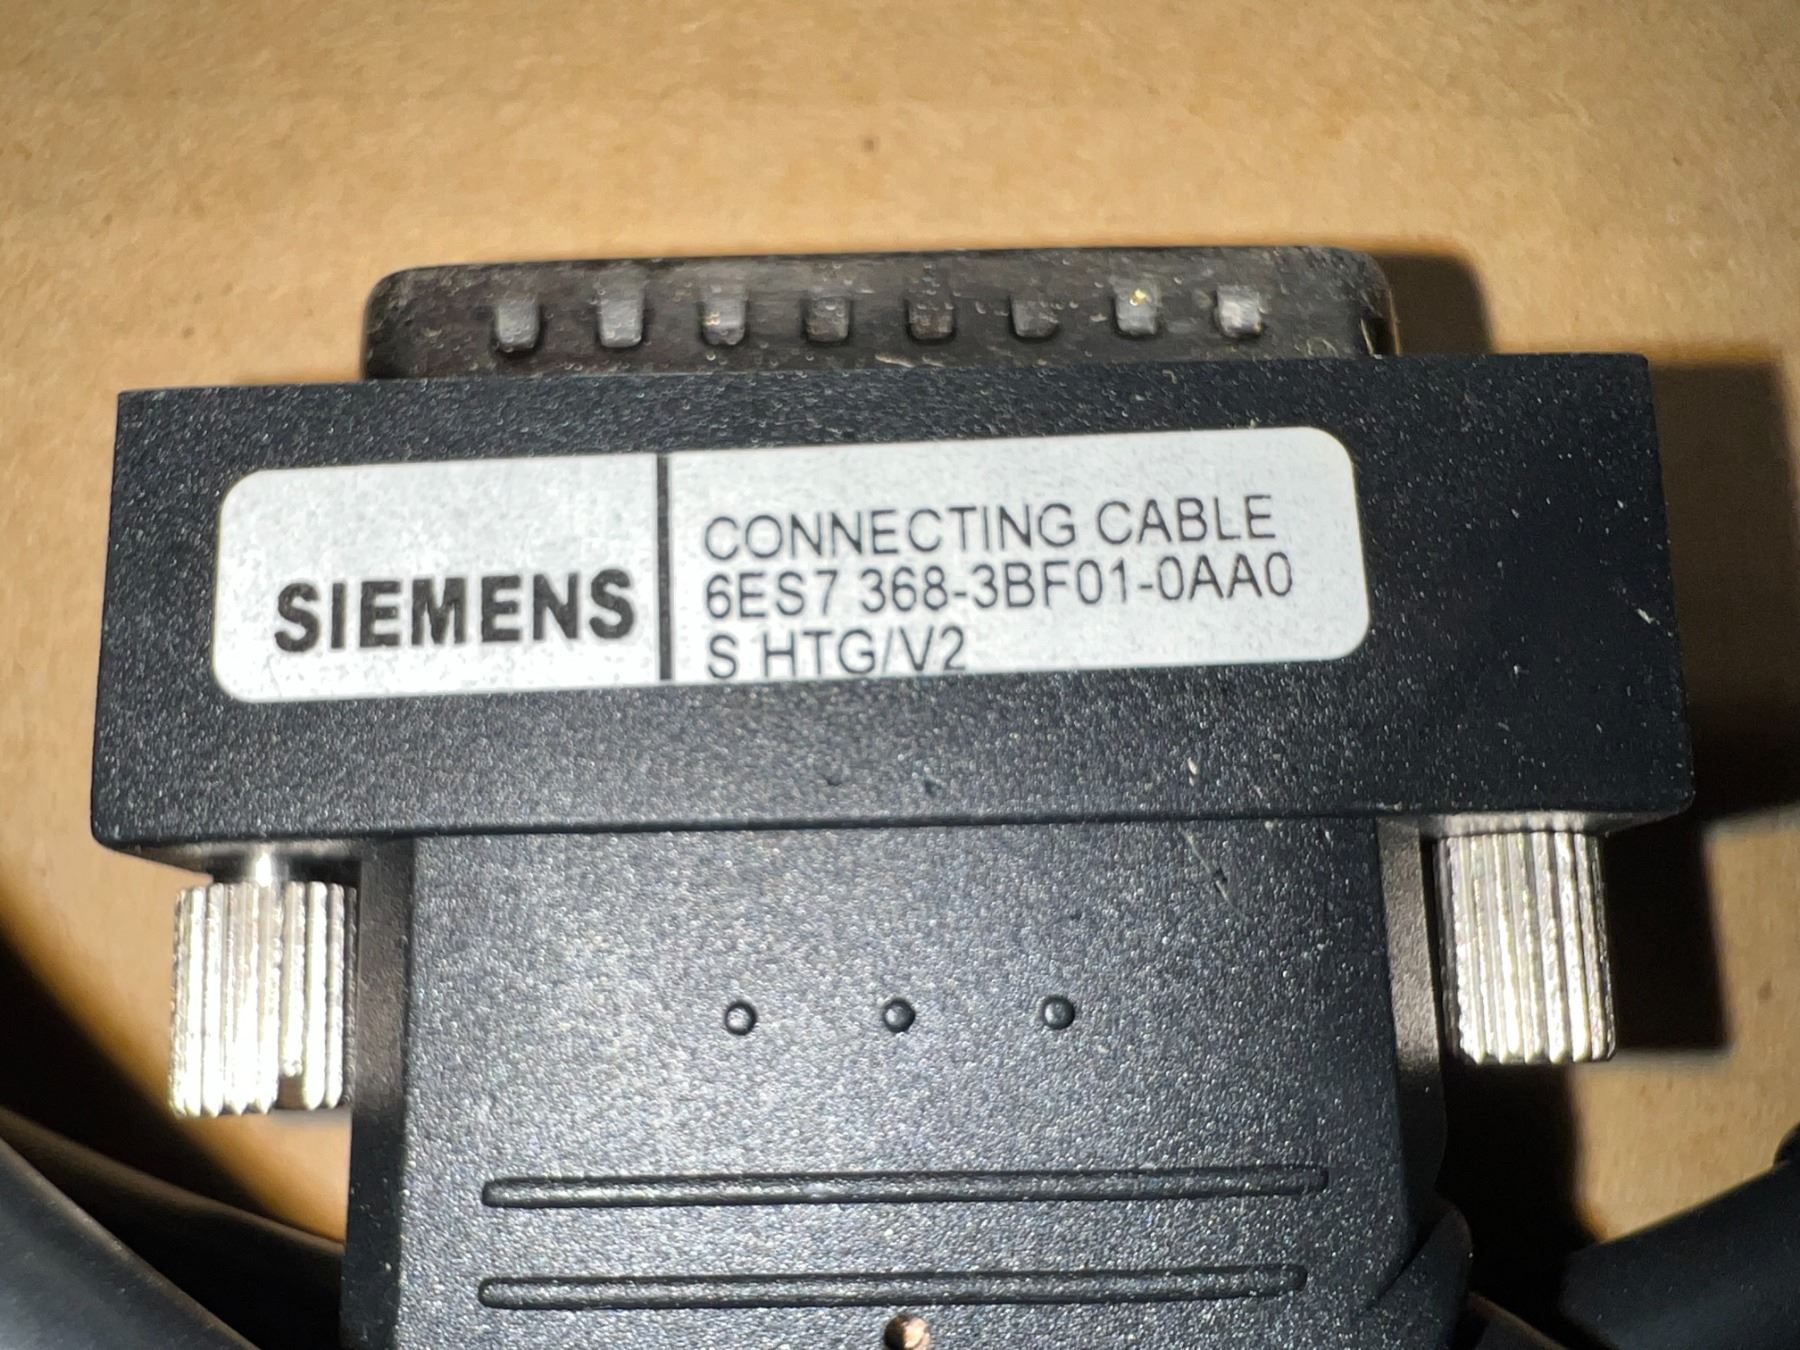 SIEMENS
CONNECTING CABLE
6ES7 368-3BF01-0AA0
S HTG/V2